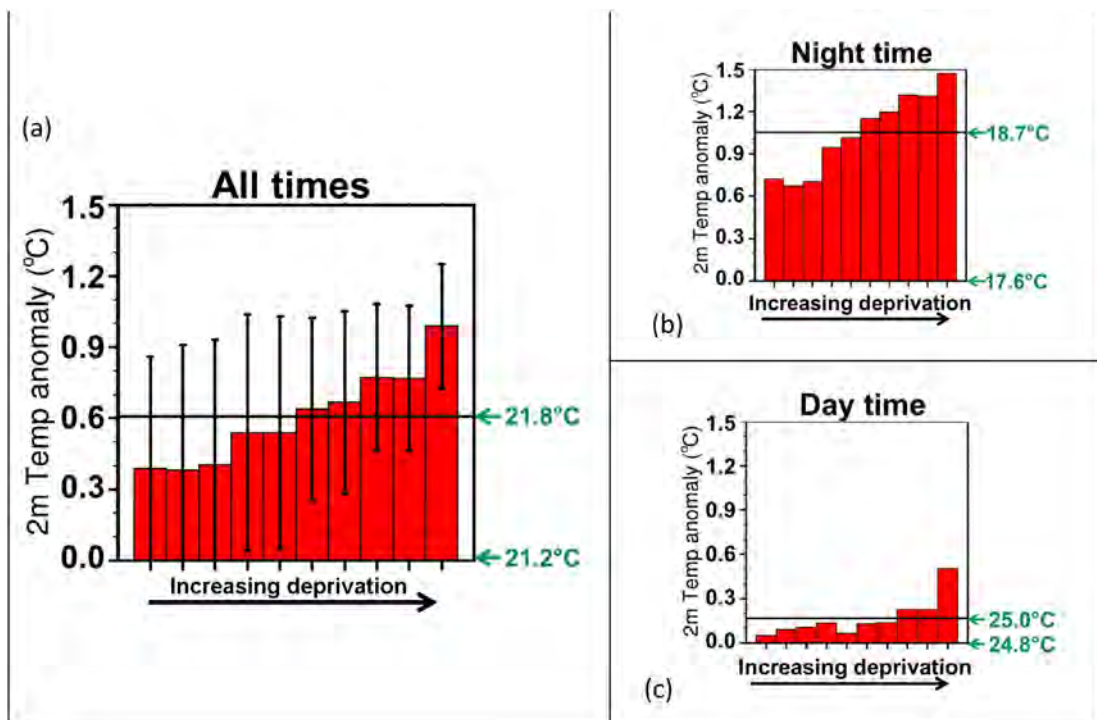 (a)
All times
2m Temp anomaly (ºC)
1.5
1.2
0.9
0.6
0.3
0.0
21.8°C
21.2°C
Increasing deprivation
Night time
2m Temp anomaly (ºC)
1.5
1.2
0.9
0.6
0.3
0.0
18.7°C
17.6°C
Increasing deprivation
(b)
Day time
2m Temp anomaly (ºC)
1.5
1.2
0.9
0.6
0.3
0.0
25.0°C
24.8°C
Increasing deprivation
(c)